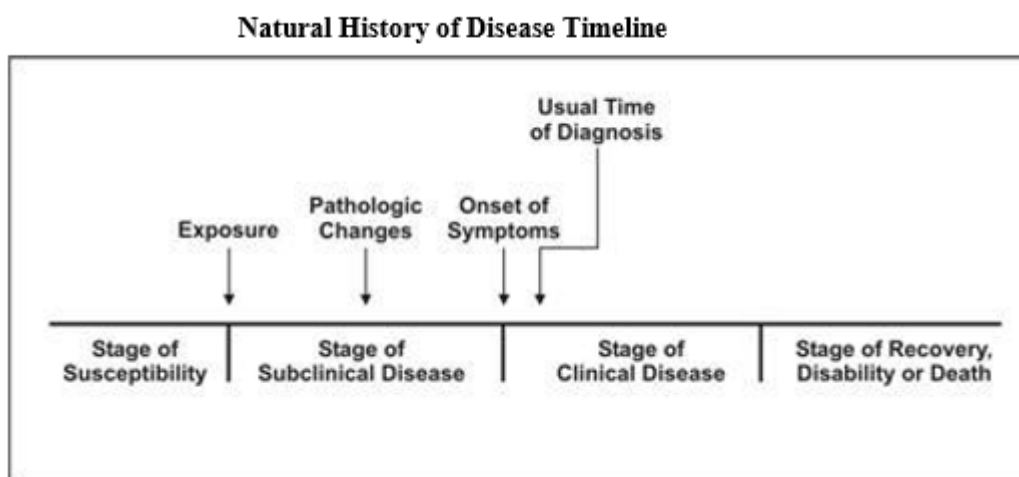 Natural History of Disease Timeline
Usual Time
of Diagnosis
Exposure
Pathologic
Changes
Onset of
Symptoms
Stage of
Susceptibility
Stage of
Subclinical Disease
Stage of
Clinical Disease
Stage of Recovery,
Disability or Death